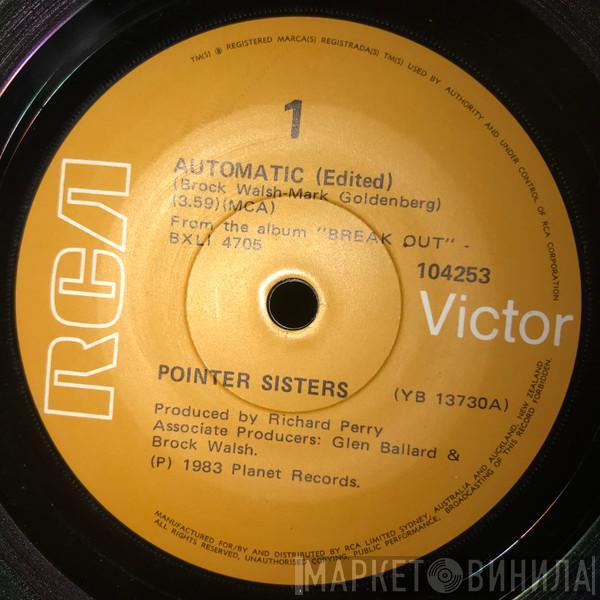 TM(S) ® REGISTERED MARCA(S) REGISTRADA(S) TM(S) USED BY AUTHORITY AND UNDER CONTROL OF RCA CORPORATION
1
AUTOMATIC (Edited)
(Brock Walsh-Mark Goldenberg)
(3.59)(MCA)
From the album "BREAK OUT" -
BXLI 4705
104253
RCA
Victor
POINTER SISTERS
(YB 13730A)
Produced by Richard Perry
Associate Producers: Glen Ballard &
Brock Walsh.
(P) 1983 Planet Records.
MANUFACTURED FOR/BY AND DISTRIBUTED BY RCA LIMITED SYDNEY, AUSTRALIA, AND AUCKLAND, NEW ZEALAND
ALL RIGHTS RESERVED, UNAUTHORISED COPYING, PUBLIC PERFORMANCE, BROADCASTING OF THIS RECORD FORBIDDEN.
МАРКЕТ ВИНИЛА